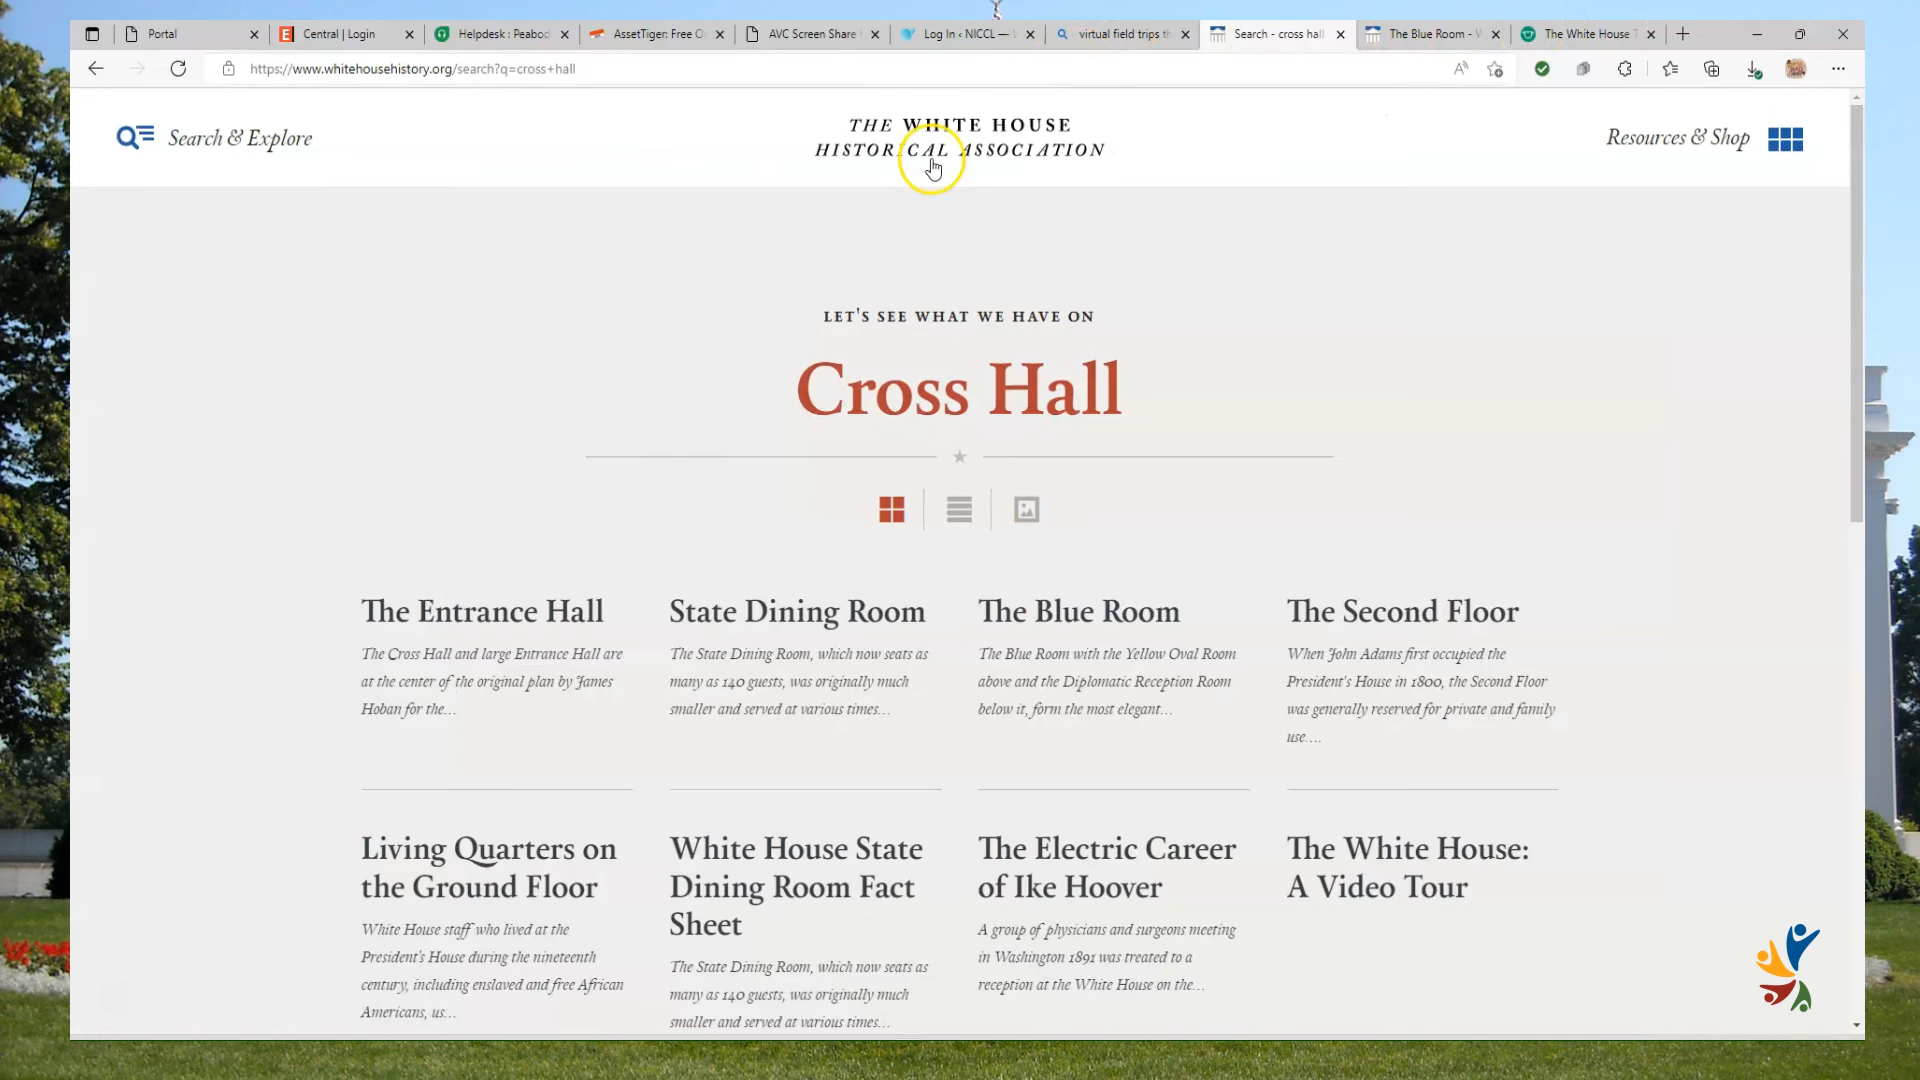 Portal
Central | Login
Helpdesk : Peabod
AssetTiger: Free O
AVC Screen Share
Log In ‹ NICCL —
virtual field trips th
Search - cross hall
The Blue Room - W
The White House T
https://www.whitehousehistory.org/search?q=cross+hall
Search & Explore
THE WHITE HOUSE
HISTORICAL ASSOCIATION
Resources & Shop
LET'S SEE WHAT WE HAVE ON
Cross Hall
The Entrance Hall
The Cross Hall and large Entrance Hall are
at the center of the original plan by James
Hoban for the...
State Dining Room
The State Dining Room, which now seats as
many as 140 guests, was originally much
smaller and served at various times...
The Blue Room
The Blue Room with the Yellow Oval Room
above and the Diplomatic Reception Room
below it, form the most elegant...
The Second Floor
When John Adams first occupied the
President's House in 1800, the Second Floor
was generally reserved for private and family
use....
Living Quarters on
the Ground Floor
White House staff who lived at the
President's House during the nineteenth
century, including enslaved and free African
Americans, us...
White House State
Dining Room Fact
Sheet
The State Dining Room, which now seats as
many as 140 guests, was originally much
smaller and served at various times...
The Electric Career
of Ike Hoover
A group of physicians and surgeons meeting
in Washington 1891 was treated to a
reception at the White House on the...
The White House:
A Video Tour